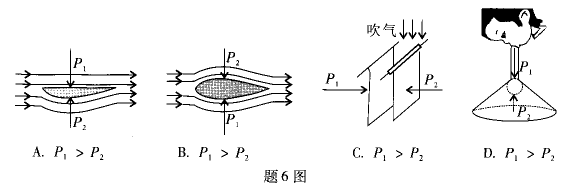 吹气
P₁
P₂
P₂
P₁
P₁
P₂
P₁
P₂
A. P₁ > P₂
B. P₁ > P₂
C. P₁ > P₂
D. P₁ > P₂
题6图